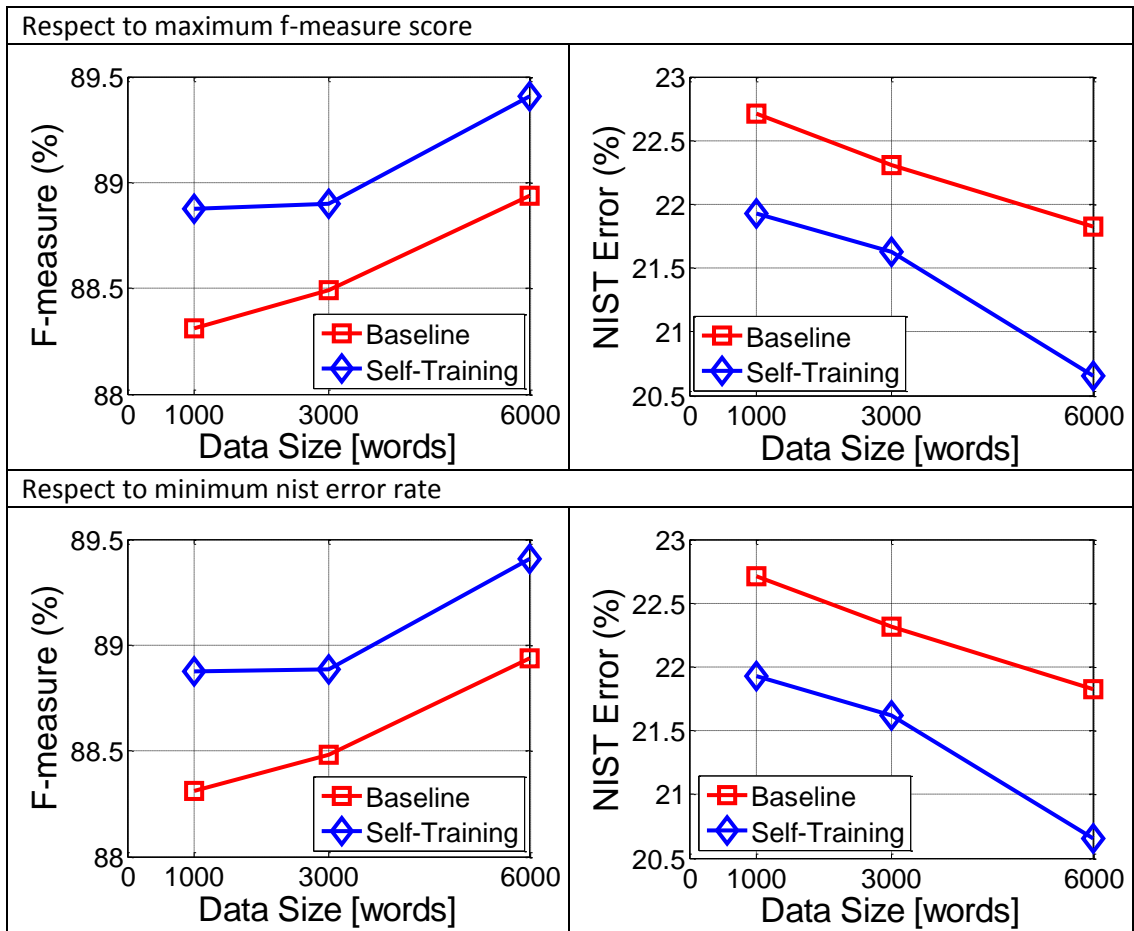 Respect to maximum f-measure score
F-measure (%)
89.5
89
88.5
88
0 1000 3000 6000
Data Size [words]
Baseline
Self-Training
NIST Error (%)
23
22.5
22
21.5
21
20.5
0 1000 3000 6000
Data Size [words]
Baseline
Self-Training
Respect to minimum nist error rate
F-measure (%)
89.5
89
88.5
88
0 1000 3000 6000
Data Size [words]
Baseline
Self-Training
NIST Error (%)
23
22.5
22
21.5
21
20.5
0 1000 3000 6000
Data Size [words]
Baseline
Self-Training